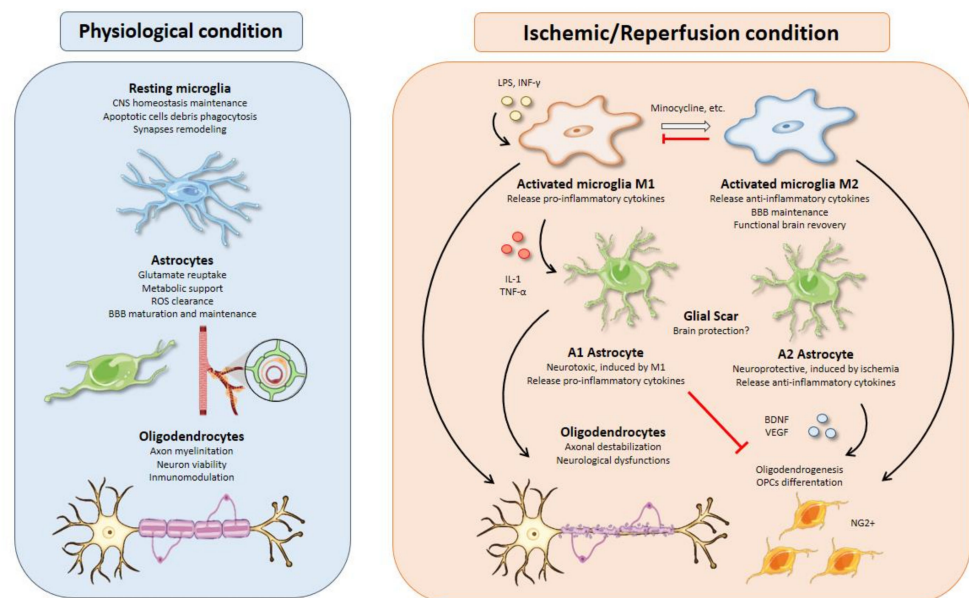 Physiological condition
Resting microglia
CNS homeostasis maintenance
Apoptotic cells debris phagocytosis
Synapses remodeling
Astrocytes
Glutamate reuptake
Metabolic support
ROS clearance
BBB maturation and maintenance
Oligodendrocytes
Axon myelinitation
Neuron viability
Inmunomodulation
Ischemic/Reperfusion condition
LPS, INF-γ
Minocycline, etc.
Activated microglia M1
Release pro-inflammatory cytokines
Activated microglia M2
Release anti-inflammatory cytokines
BBB maintenance
Functional brain revovery
IL-1
TNF-α
Glial Scar
Brain protection?
A1 Astrocyte
Neurotoxic, induced by M1
Release pro-inflammatory cytokines
A2 Astrocyte
Neuroprotective, induced by ischemia
Release anti-inflammatory cytokines
BDNF
VEGF
Oligodendrocytes
Axonal destabilization
Neurological dysfunctions
Oligodendrogenesis
OPCs differentation
NG2+